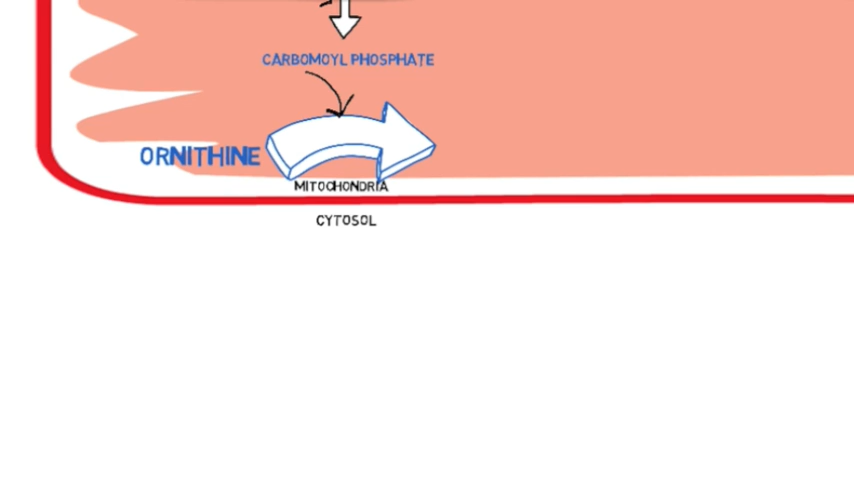 CARBOMOYL PHOSPHATE
ORNITHINE
MITOCHONDRIA
CYTOSOL